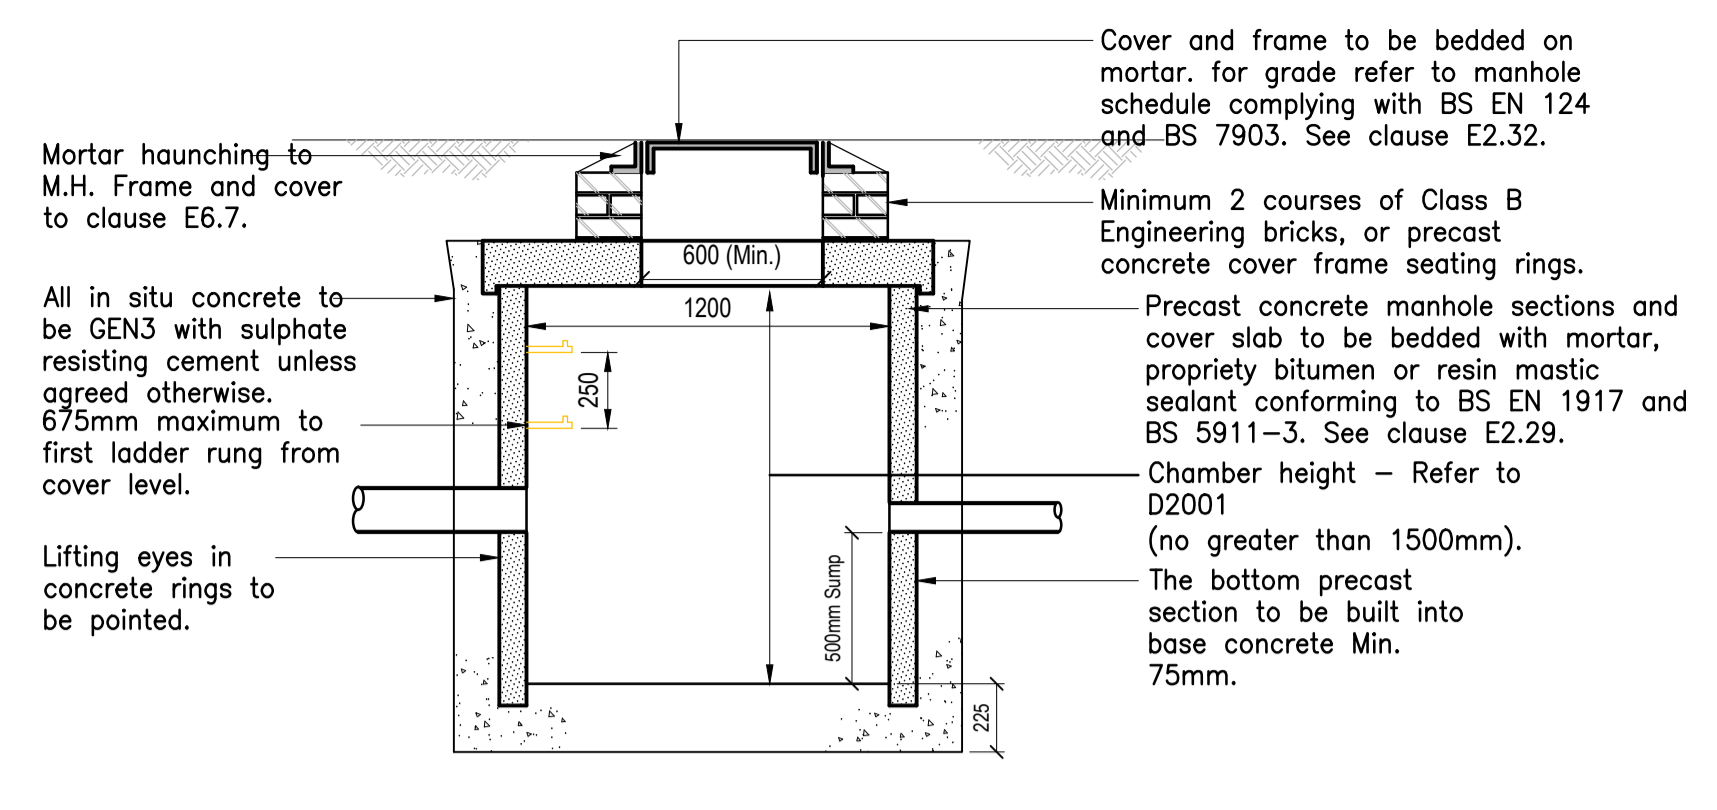 Cover and frame to be bedded on
mortar. for grade refer to manhole
schedule complying with BS EN 124
and BS 7903. See clause E2.32.
Mortar haunching to
M.H. Frame and cover
to clause E6.7.
Minimum 2 courses of Class B
Engineering bricks, or precast
concrete cover frame seating rings.
600 (Min.)
1200
All in situ concrete to
be GEN3 with sulphate
resisting cement unless
agreed otherwise.
Precast concrete manhole sections and
cover slab to be bedded with mortar,
propriety bitumen or resin mastic
sealant conforming to BS EN 1917 and
BS 5911-3. See clause E2.29.
250
675mm maximum to
first ladder rung from
cover level.
Chamber height - Refer to
D2001
(no greater than 1500mm).
Lifting eyes in
concrete rings to
be pointed.
500mm Sump
The bottom precast
section to be built into
base concrete Min.
75mm.
225